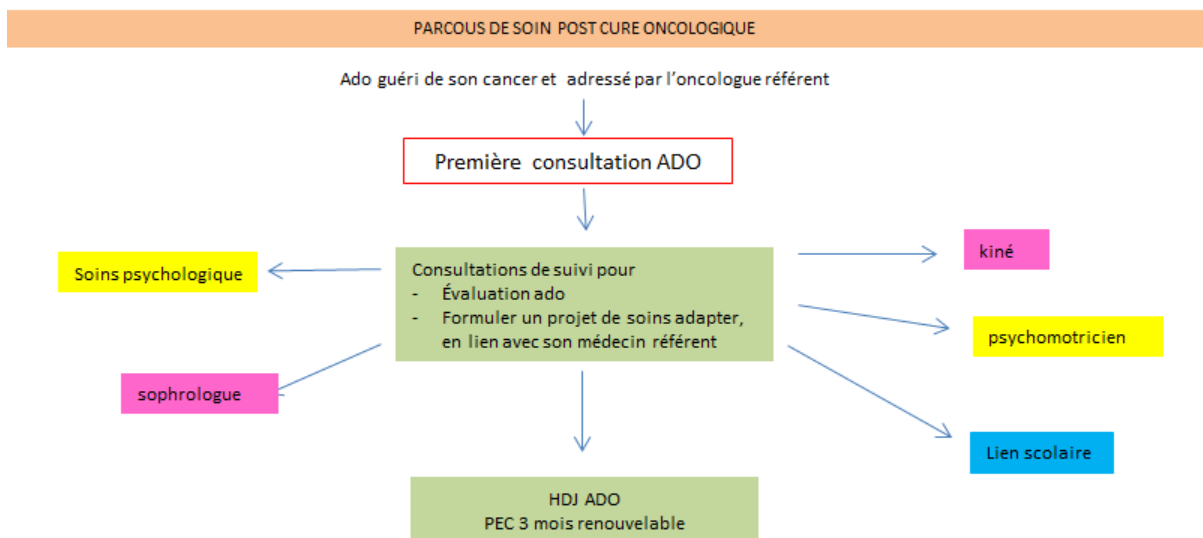 PARCOUS DE SOIN POST CURE ONCOLOGIQUE
Ado guéri de son cancer et adressé par l'oncologue référent
Première consultation ADO
Soins psychologique
Consultations de suivi pour
- Évaluation ado
- Formuler un projet de soins adapter,
en lien avec son médecin référent
kiné
psychomotricien
sophrologue
Lien scolaire
HDJ ADO
PEC 3 mois renouvelable